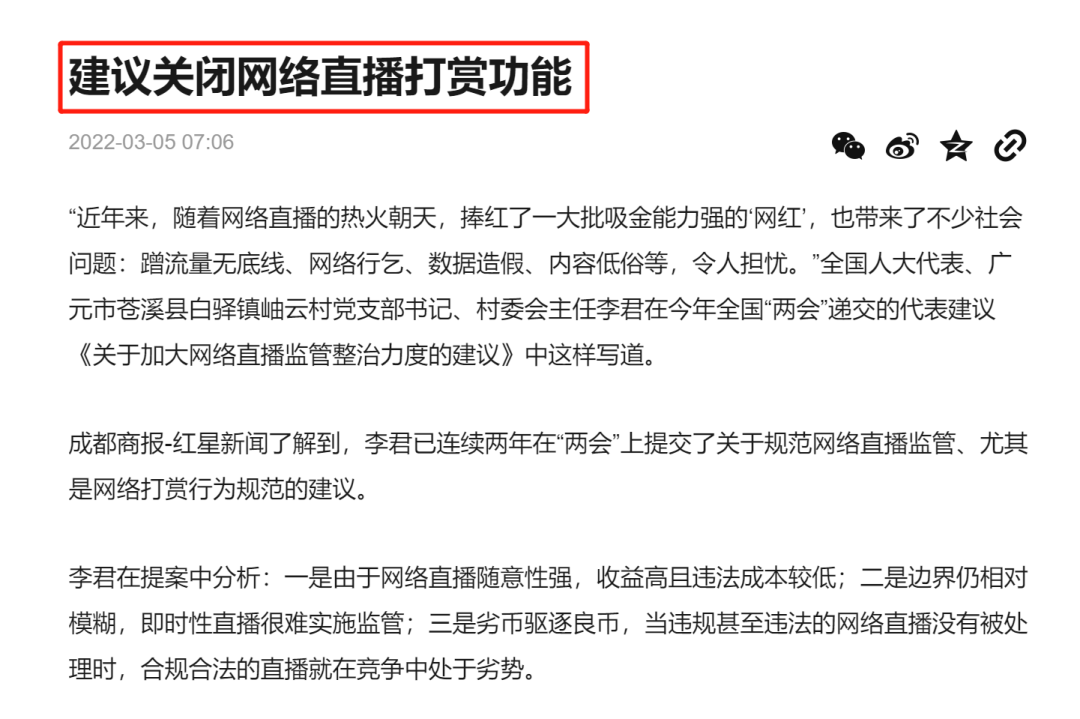 建议关闭网络直播打赏功能
2022-03-05 07:06
“近年来，随着网络直播的热火朝天，捧红了一大批吸金能力强的‘网红’，也带来了不少社会
问题：蹭流量无底线、网络行乞、数据造假、内容低俗等，令人担忧。”全国人大代表、广
元市苍溪县白驿镇岫云村党支部书记、村委会主任李君在今年全国“两会”递交的代表建议
《关于加大网络直播监管整治力度的建议》中这样写道。
成都商报-红星新闻了解到，李君已连续两年在“两会”上提交了关于规范网络直播监管、尤其
是网络打赏行为规范的建议。
李君在提案中分析：一是由于网络直播随意性强，收益高且违法成本较低；二是边界仍相对
模糊，即时性直播很难实施监管；三是劣币驱逐良币，当违规甚至违法的网络直播没有被处
理时，合规合法的直播就在竞争中处于劣势。